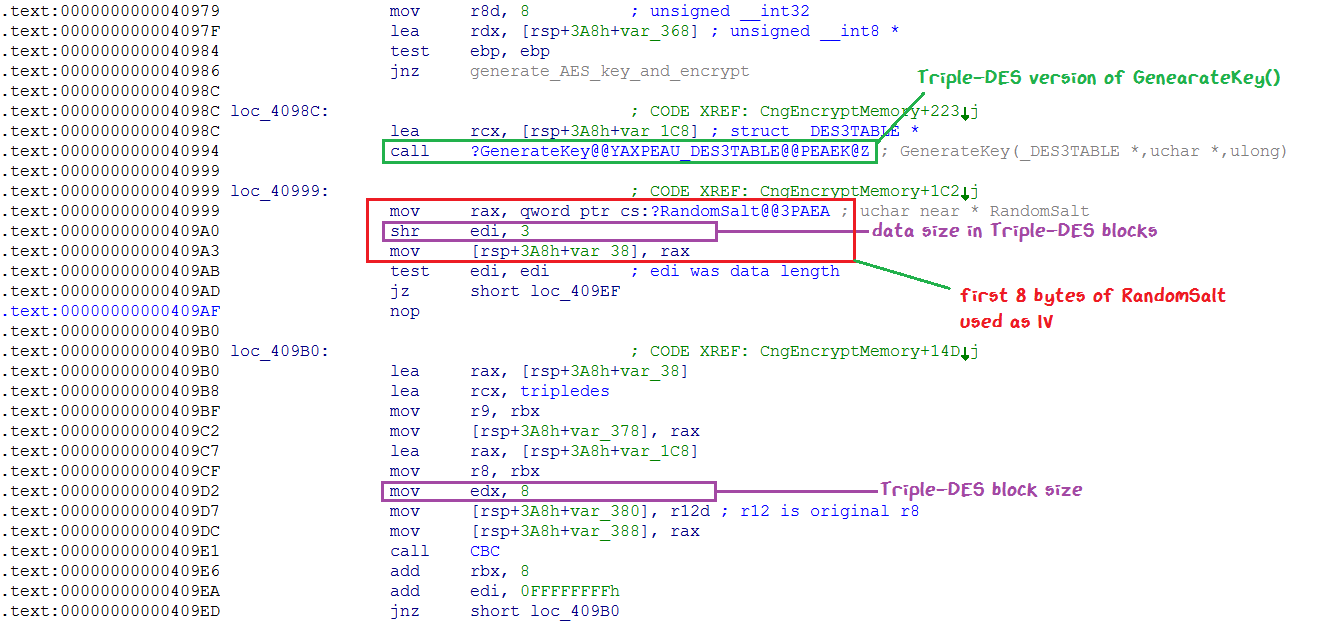 .text:0000000000040979 mov r8d, 8 ; unsigned __int32
.text:000000000004097F lea rdx, [rsp+3A8h+var_368] ; unsigned __int8 *
.text:0000000000040984 test ebp, ebp
.text:0000000000040986 jnz generate_AES_key_and_encrypt
.text:000000000004098C
Triple-DES version of GenearateKey()
.text:000000000004098C loc_4098C: ; CODE XREF: CngEncryptMemory+223↓j
.text:000000000004098C lea rcx, [rsp+3A8h+var_1C8] ; struct _DES3TABLE *
.text:0000000000040994 call ?GenerateKey@@YAXPEAU_DES3TABLE@@PEAEK@Z ; GenerateKey(_DES3TABLE *,uchar *,ulong)
.text:0000000000040999
.text:0000000000040999 loc_40999: ; CODE XREF: CngEncryptMemory+1C2↓j
.text:0000000000040999 mov rax, qword ptr cs:?RandomSalt@@3PAEA ; uchar near * RandomSalt
.text:00000000000409A0 shr edi, 3
data size in Triple-DES blocks
.text:00000000000409A3 mov [rsp+3A8h+var_38], rax
.text:00000000000409AB test edi, edi ; edi was data length
.text:00000000000409AD jz short loc_409EF
first 8 bytes of RandomSalt
used as IV
.text:00000000000409AF nop
.text:00000000000409B0
.text:00000000000409B0 loc_409B0: ; CODE XREF: CngEncryptMemory+14D↓j
.text:00000000000409B0 lea rax, [rsp+3A8h+var_38]
.text:00000000000409B8 lea rcx, tripledes
.text:00000000000409BF mov r9, rbx
.text:00000000000409C2 mov [rsp+3A8h+var_378], rax
.text:00000000000409C7 lea rax, [rsp+3A8h+var_1C8]
.text:00000000000409CF mov r8, rbx
.text:00000000000409D2 mov edx, 8
Triple-DES block size
.text:00000000000409D7 mov [rsp+3A8h+var_380], r12d ; r12 is original r8
.text:00000000000409DC mov [rsp+3A8h+var_388], rax
.text:00000000000409E1 call CBC
.text:00000000000409E6 add rbx, 8
.text:00000000000409EA add edi, 0FFFFFFFFh
.text:00000000000409ED jnz short loc_409B0